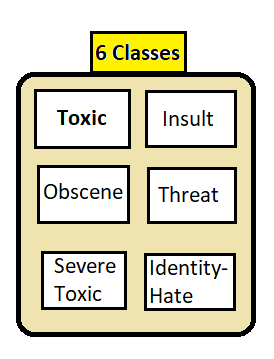 6 Classes
Toxic
Insult
Obscene
Threat
Severe
Toxic
Identity-
Hate